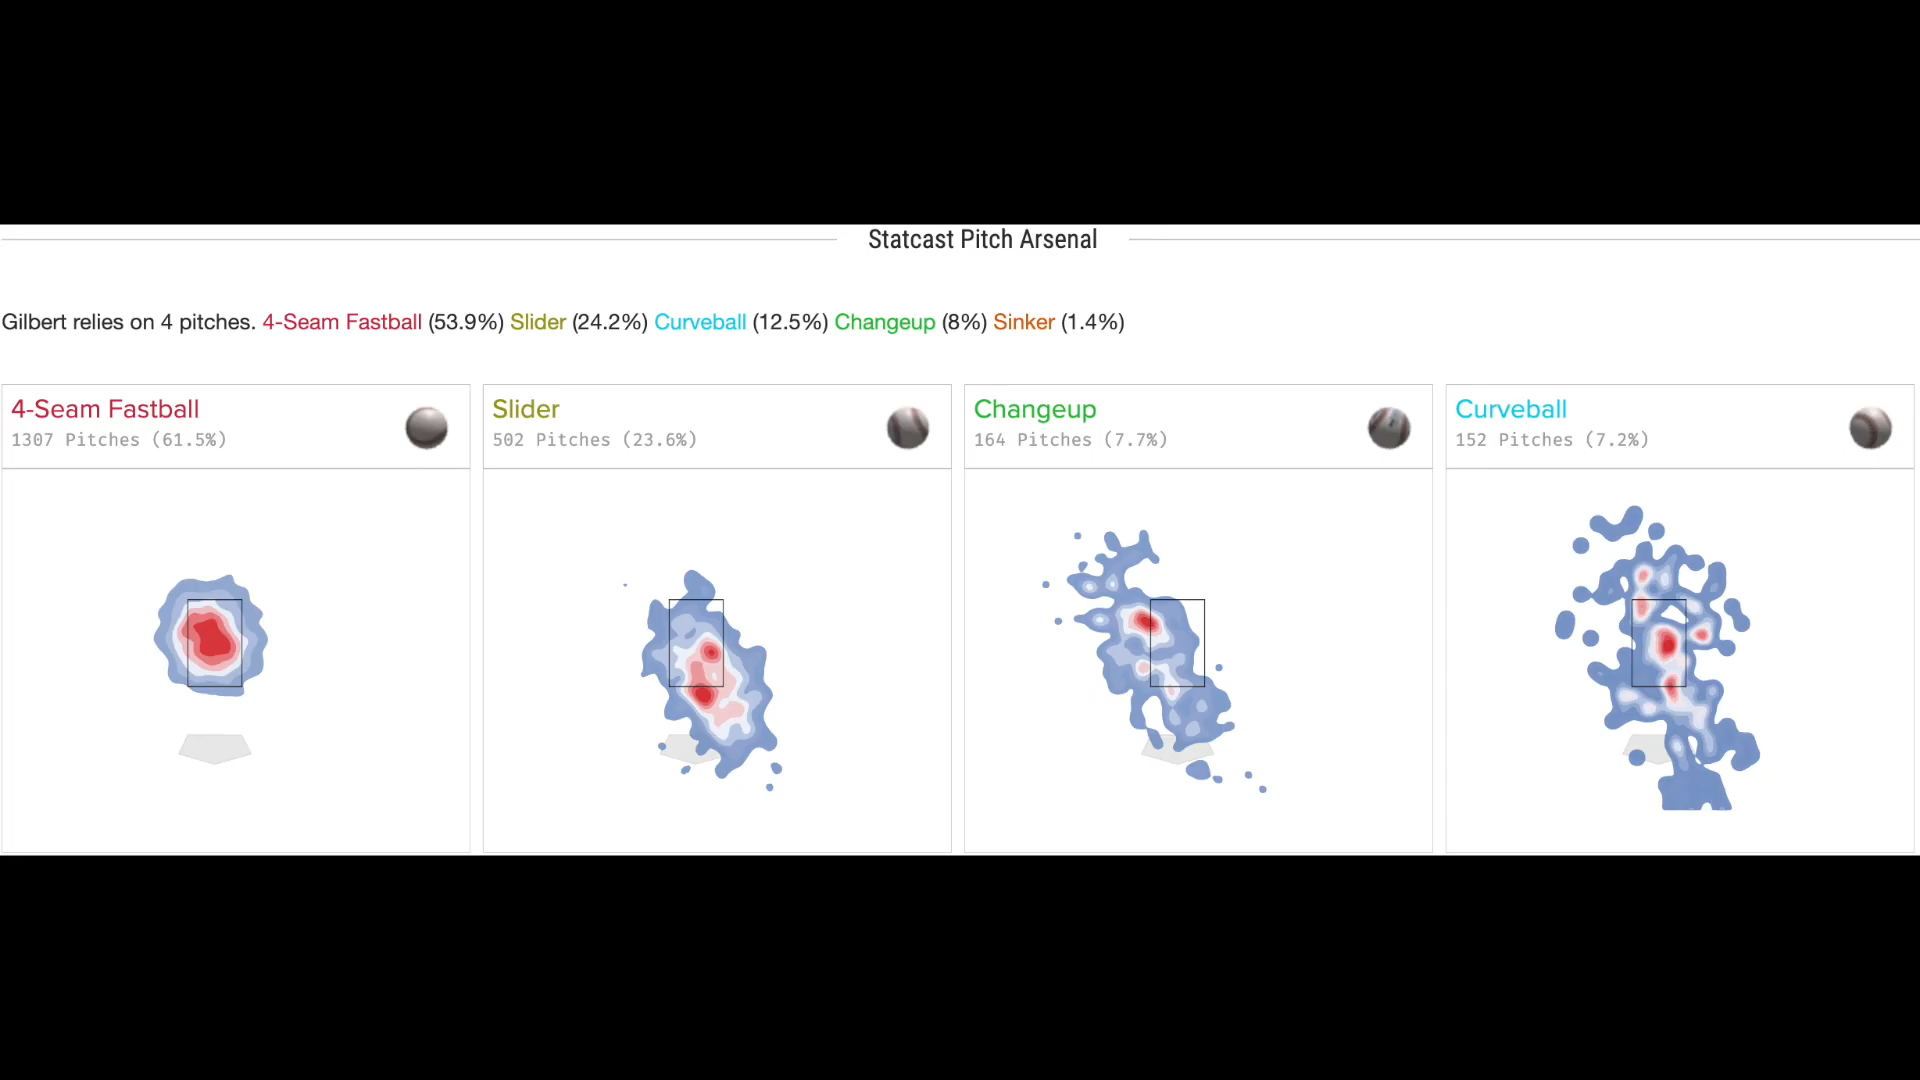 Statcast Pitch Arsenal
Gilbert relies on 4 pitches. 4-Seam Fastball (53.9%) Slider (24.2%) Curveball (12.5%) Changeup (8%) Sinker (1.4%)
4-Seam Fastball
1307 Pitches (61.5%)
Slider
502 Pitches (23.6%)
Changeup
164 Pitches (7.7%)
Curveball
152 Pitches (7.2%)